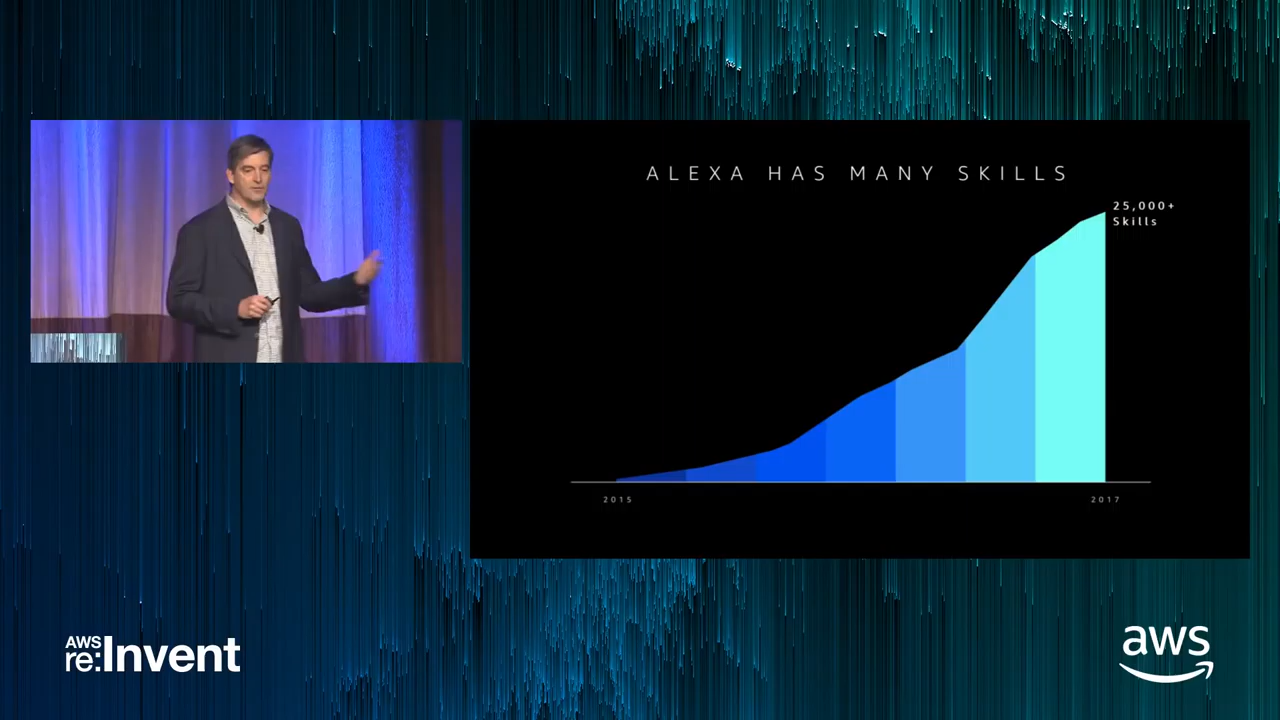 ALEXA HAS MANY SKILLS
25,000+
Skills
2015
2017
AWS
re:Invent
aws